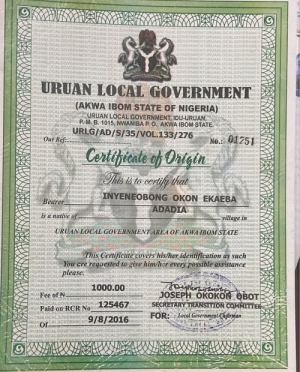 URUAN LOCAL GOVERNMENT
(AKWA IBOM STATE OF NIGERIA)
URUAN LOCAL GOVERNMENT, IDU-URUAN,
P. M. B. 1015, NWANIBA P. O., AKWA IBOM STATE.
URLG/AD/S/35/VOL.133/276
Our Ref: No.: 01751
Certificate of Origin
This is to certify that
INYENEOBONG OKON EKAEBA
Bearer
ADADIA
is a native of village in
URUAN LOCAL GOVERNMENT AREA OF AKWA IBOM STATE
This Certificate covers his/her identification as such
You are requested to give him/her every possible assistance
please.
Fee of N 1000.00
Paid on RCR No 125467
Of 9/8/2016
JOSEPH OKOKON OBOT
SECRETARY TRANSITION COMMITTEE
FOR: Local Government Chairman